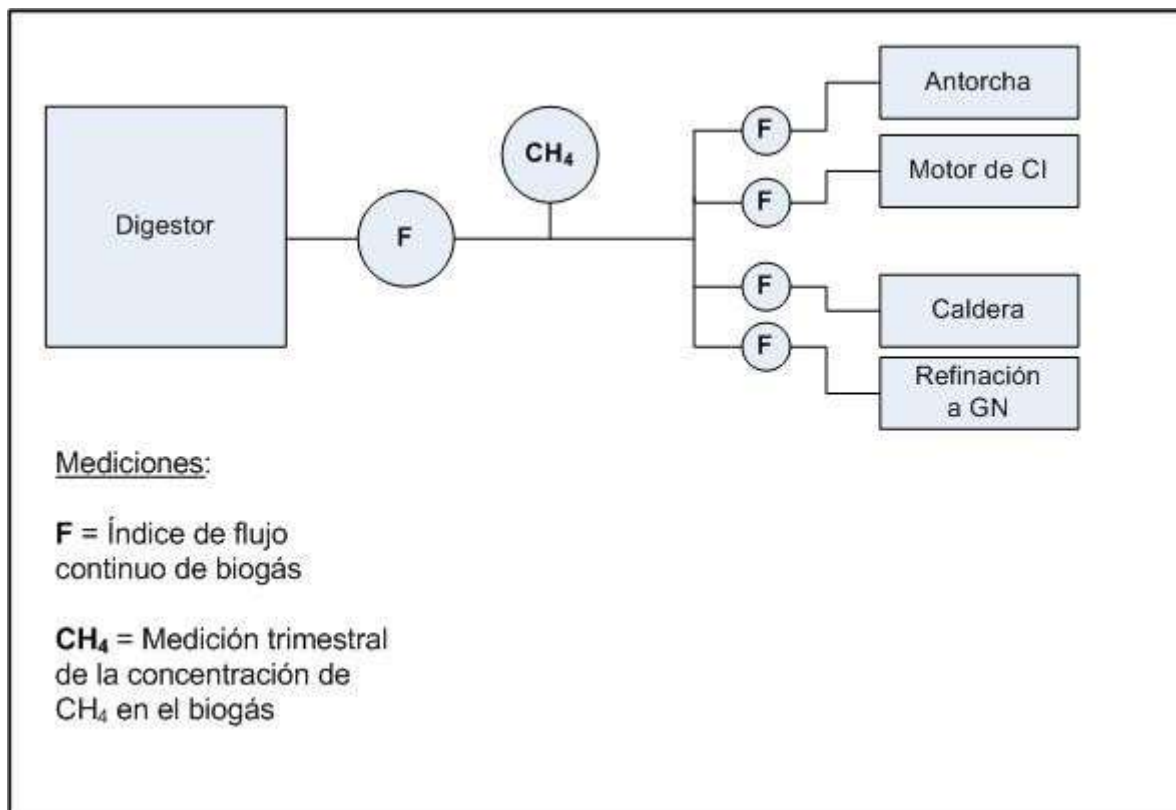 Digestor
F
CH₄
F
F
F
F
Antorcha
Motor de CI
Caldera
Refinación
a GN
Mediciones:
F = Índice de flujo
continuo de biogás
CH₄ = Medición trimestral
de la concentración de
CH₄ en el biogás